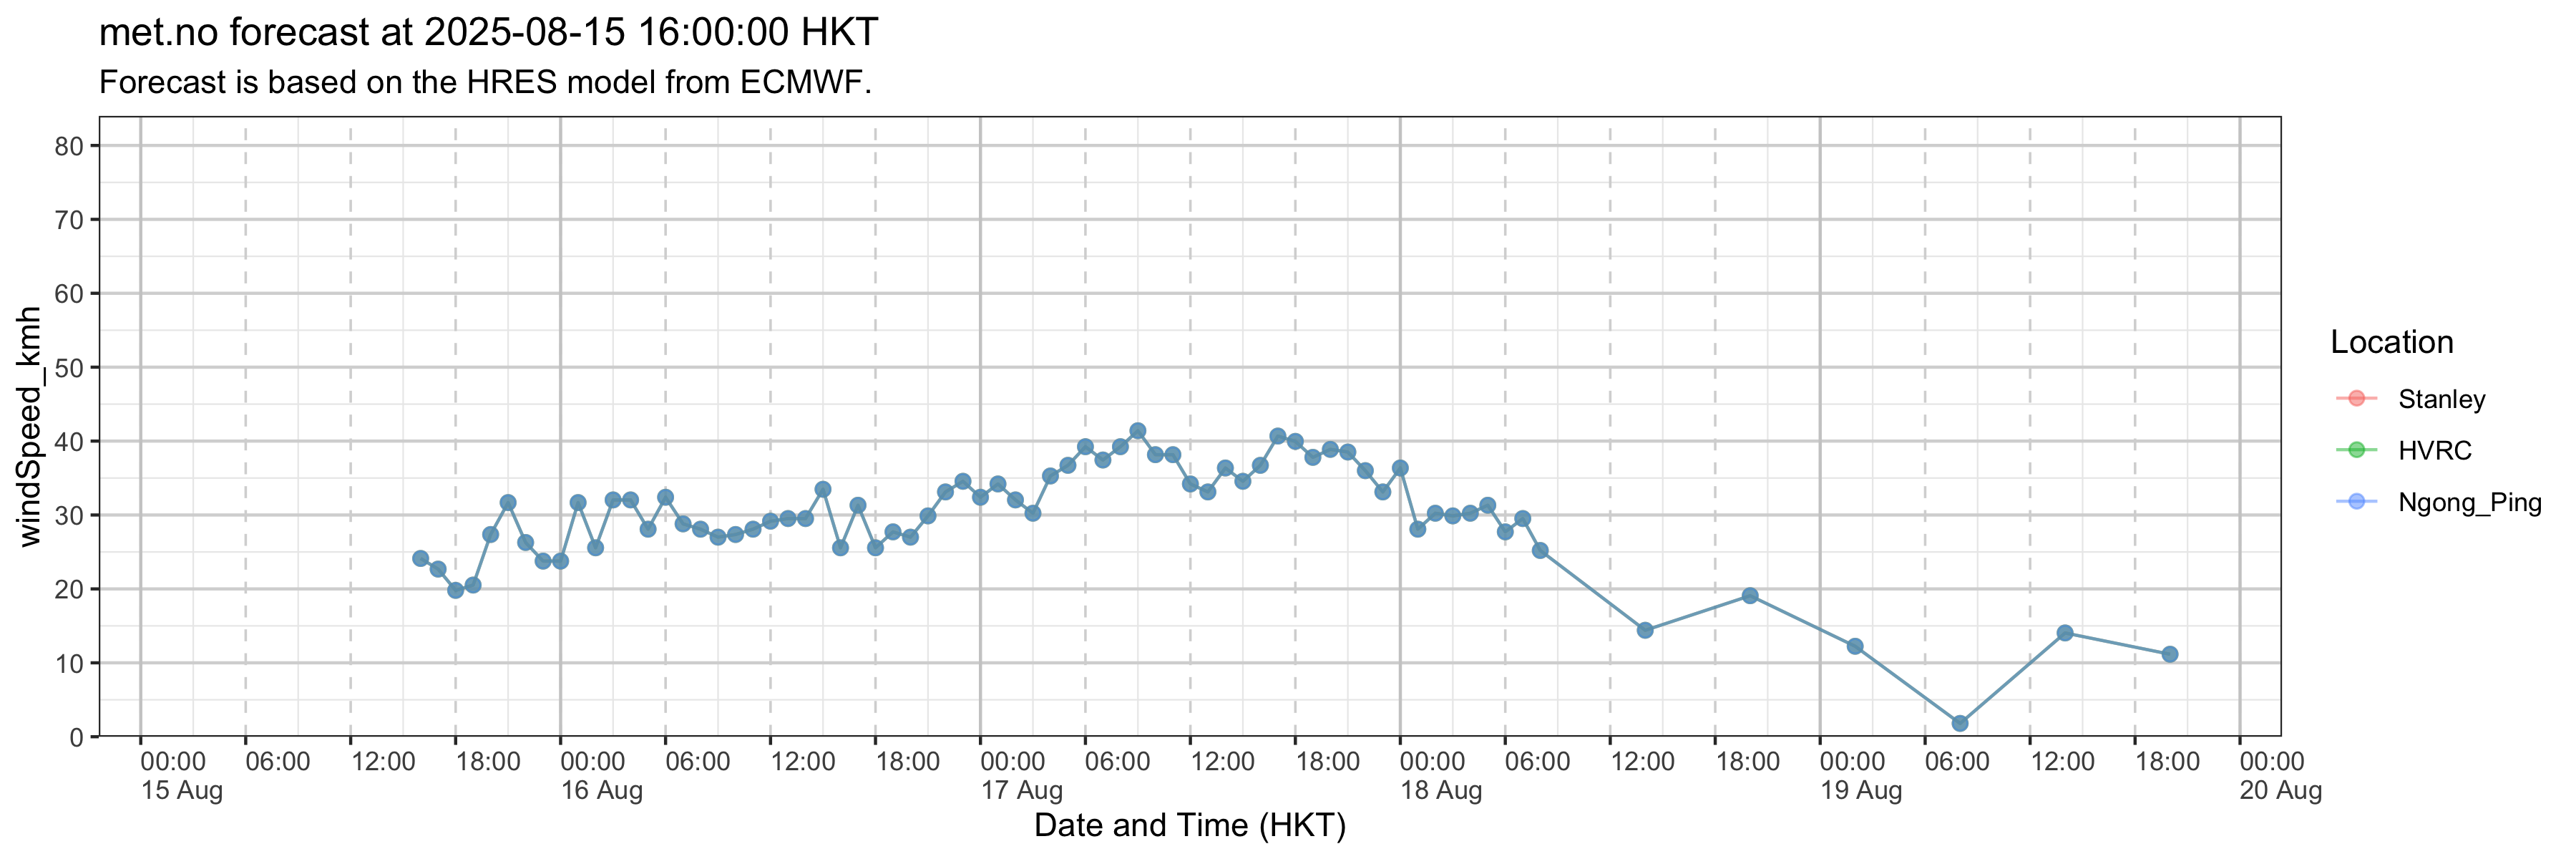 met.no forecast at 2025-08-15 16:00:00 HKT
Forecast is based on the HRES model from ECMWF.
windSpeed_kmh
80
70
60
50
40
30
20
10
0
00:00 06:00 12:00 18:00 00:00 06:00 12:00 18:00 00:00 06:00 12:00 18:00 00:00 06:00 12:00 18:00 00:00 06:00 12:00 18:00 00:00
15 Aug 16 Aug 17 Aug 18 Aug 19 Aug 20 Aug
Date and Time (HKT)
Location
Stanley
HVRC
Ngong_Ping